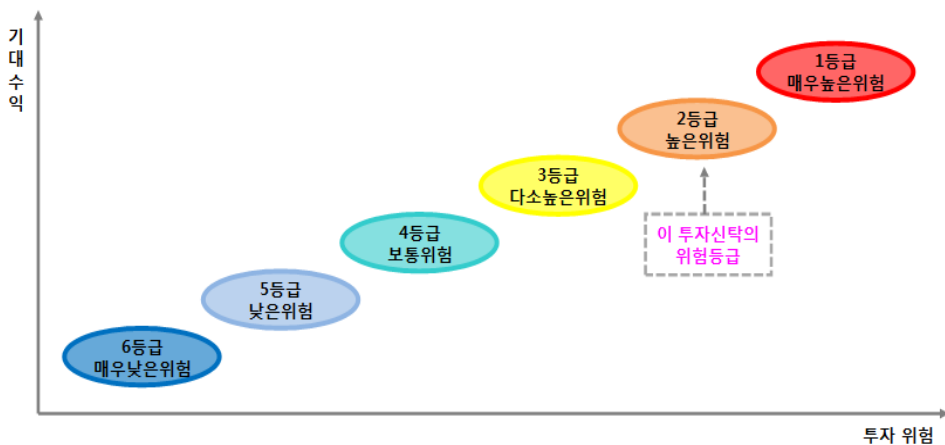 기대수익
1등급
매우높은위험
2등급
높은위험
3등급
다소높은위험
이 투자신탁의
위험등급
4등급
보통위험
5등급
낮은위험
6등급
매우낮은위험
투자 위험